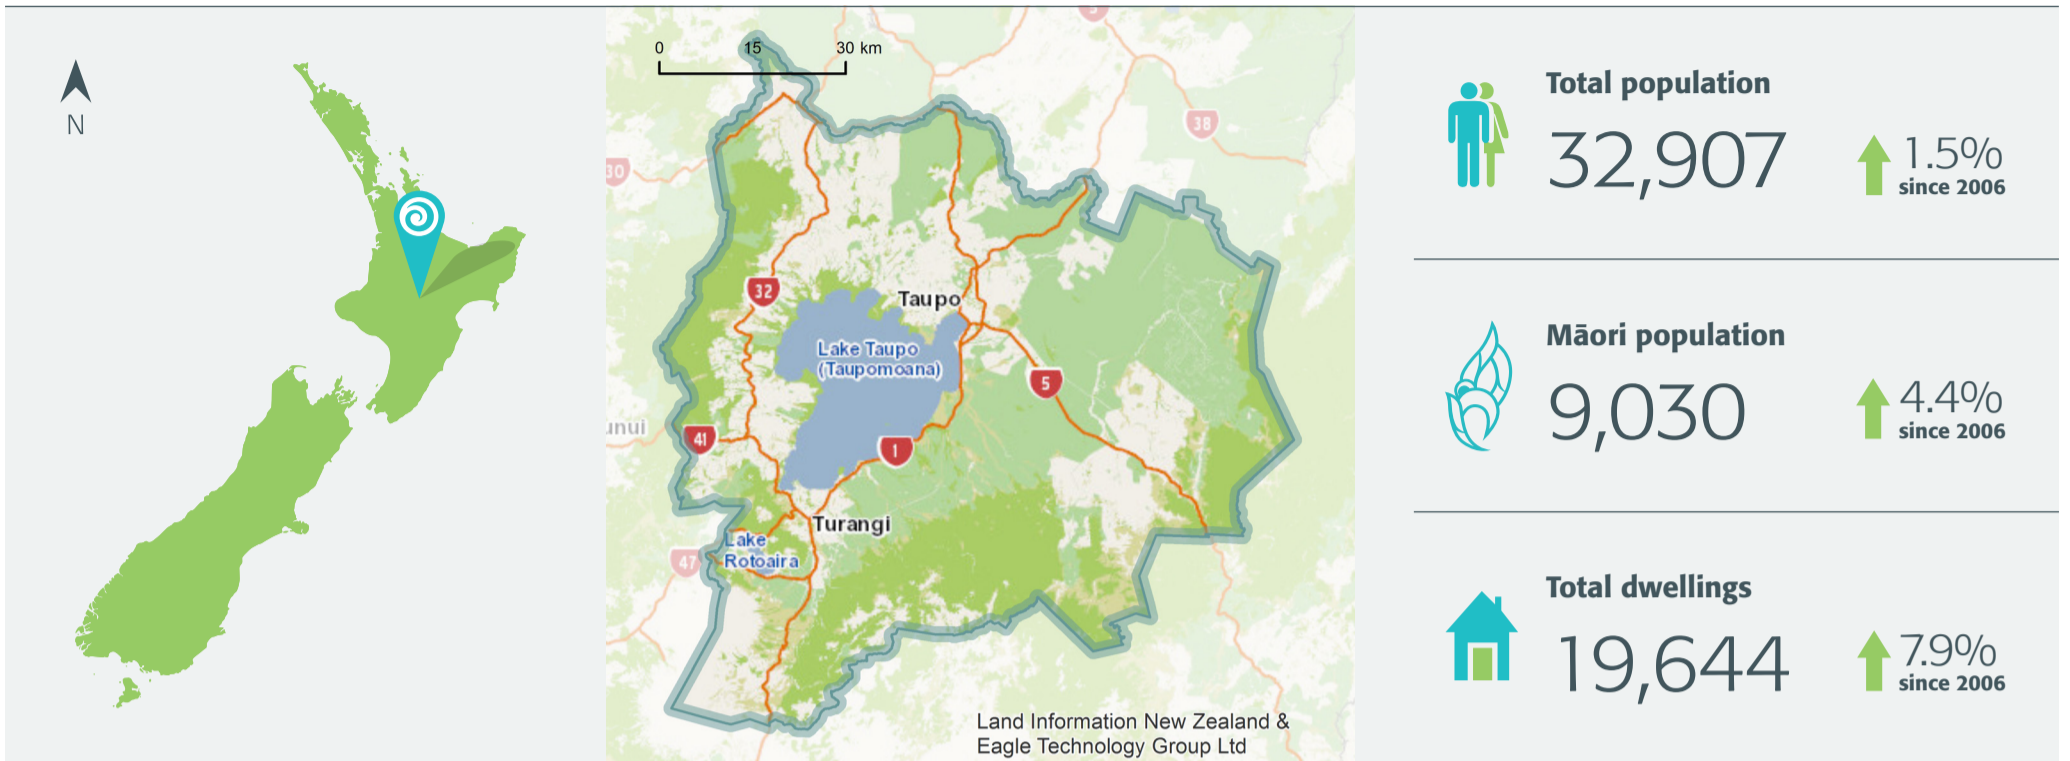 N
0 15 30 km
5
38
30
32
Taupo
Lake Taupo
(Taupomoana)
5
unui
41
1
Turangi
Lake
Rotoaira
47
Land Information New Zealand &
Eagle Technology Group Ltd
Total population
32,907
1.5%
since 2006
Māori population
9,030
4.4%
since 2006
Total dwellings
19,644
7.9%
since 2006